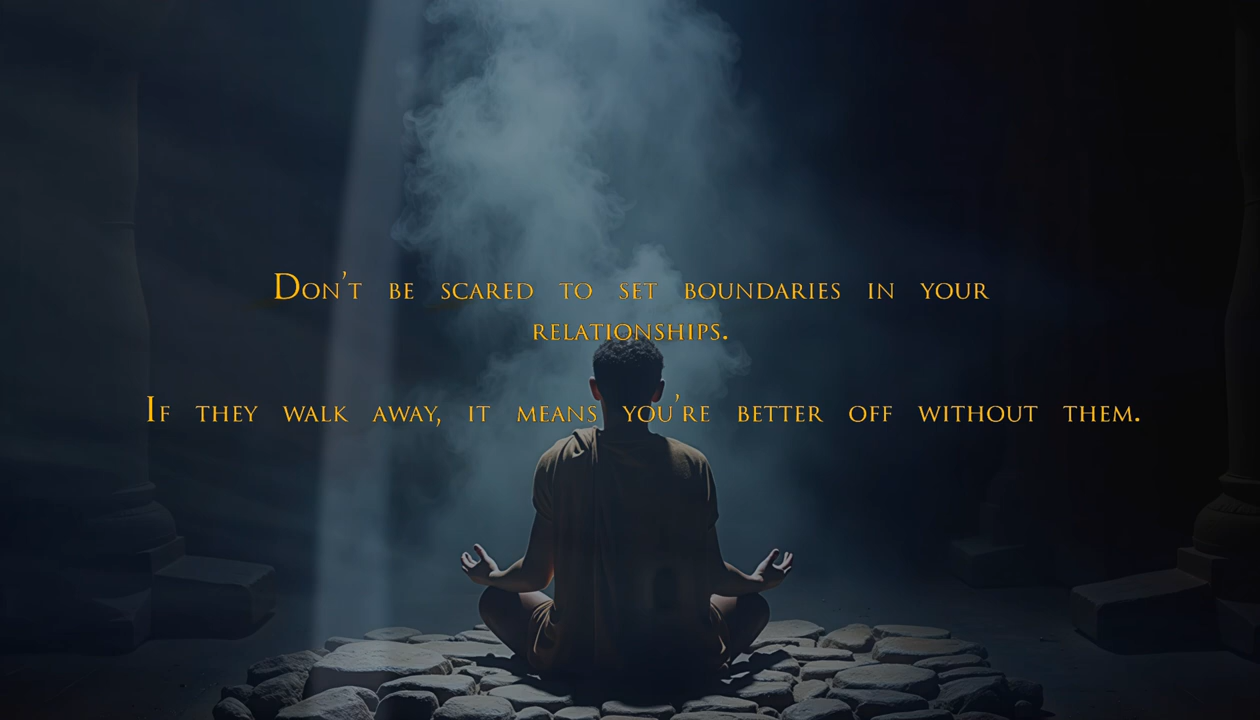 Don't be scared to set boundaries in your
relationships.
If they walk away, it means you're better off without them.